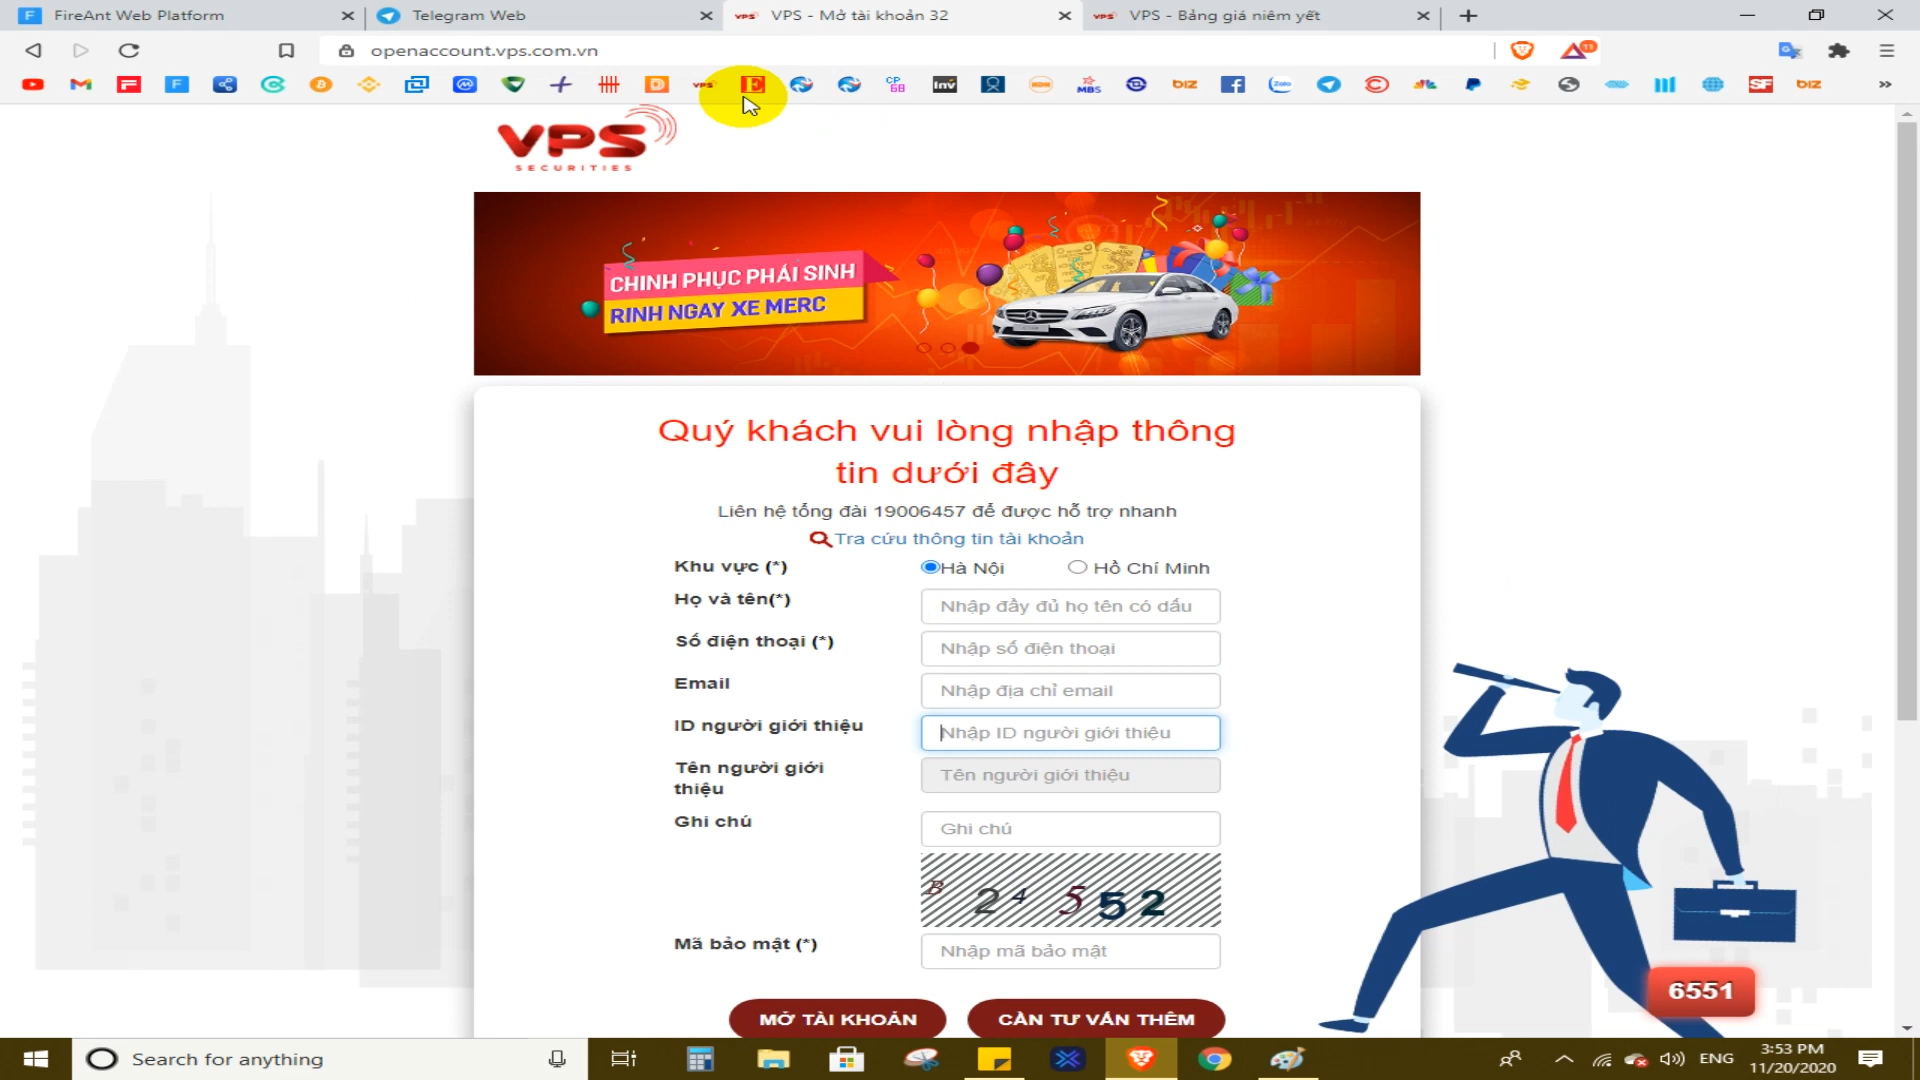 FireAnt Web Platform
Telegram Web
VPS - Mở tài khoản 32
VPS - Bảng giá niêm yết
openaccount.vps.com.vn
11
VPS
SECURITIES
CHINH PHỤC PHÁI SINH
RINH NGAY XE MERC
Quý khách vui lòng nhập thông
tin dưới đây
Liên hệ tổng đài 19006457 để được hỗ trợ nhanh
Tra cứu thông tin tài khoản
Khu vực (*)
Hà Nội
Hồ Chí Minh
Họ và tên(*)
Nhập đầy đủ họ tên có dấu
Số điện thoại (*)
Nhập số điện thoại
Email
Nhập địa chỉ email
ID người giới thiệu
Nhập ID người giới thiệu
Tên người giới
thiệu
Tên người giới thiệu
Ghi chú
Ghi chú
B 2 4 5 5 2
Mã bảo mật (*)
Nhập mã bảo mật
MỞ TÀI KHOẢN
CẦN TƯ VẤN THÊM
6551
Search for anything
ENG
3:53 PM
11/20/2020